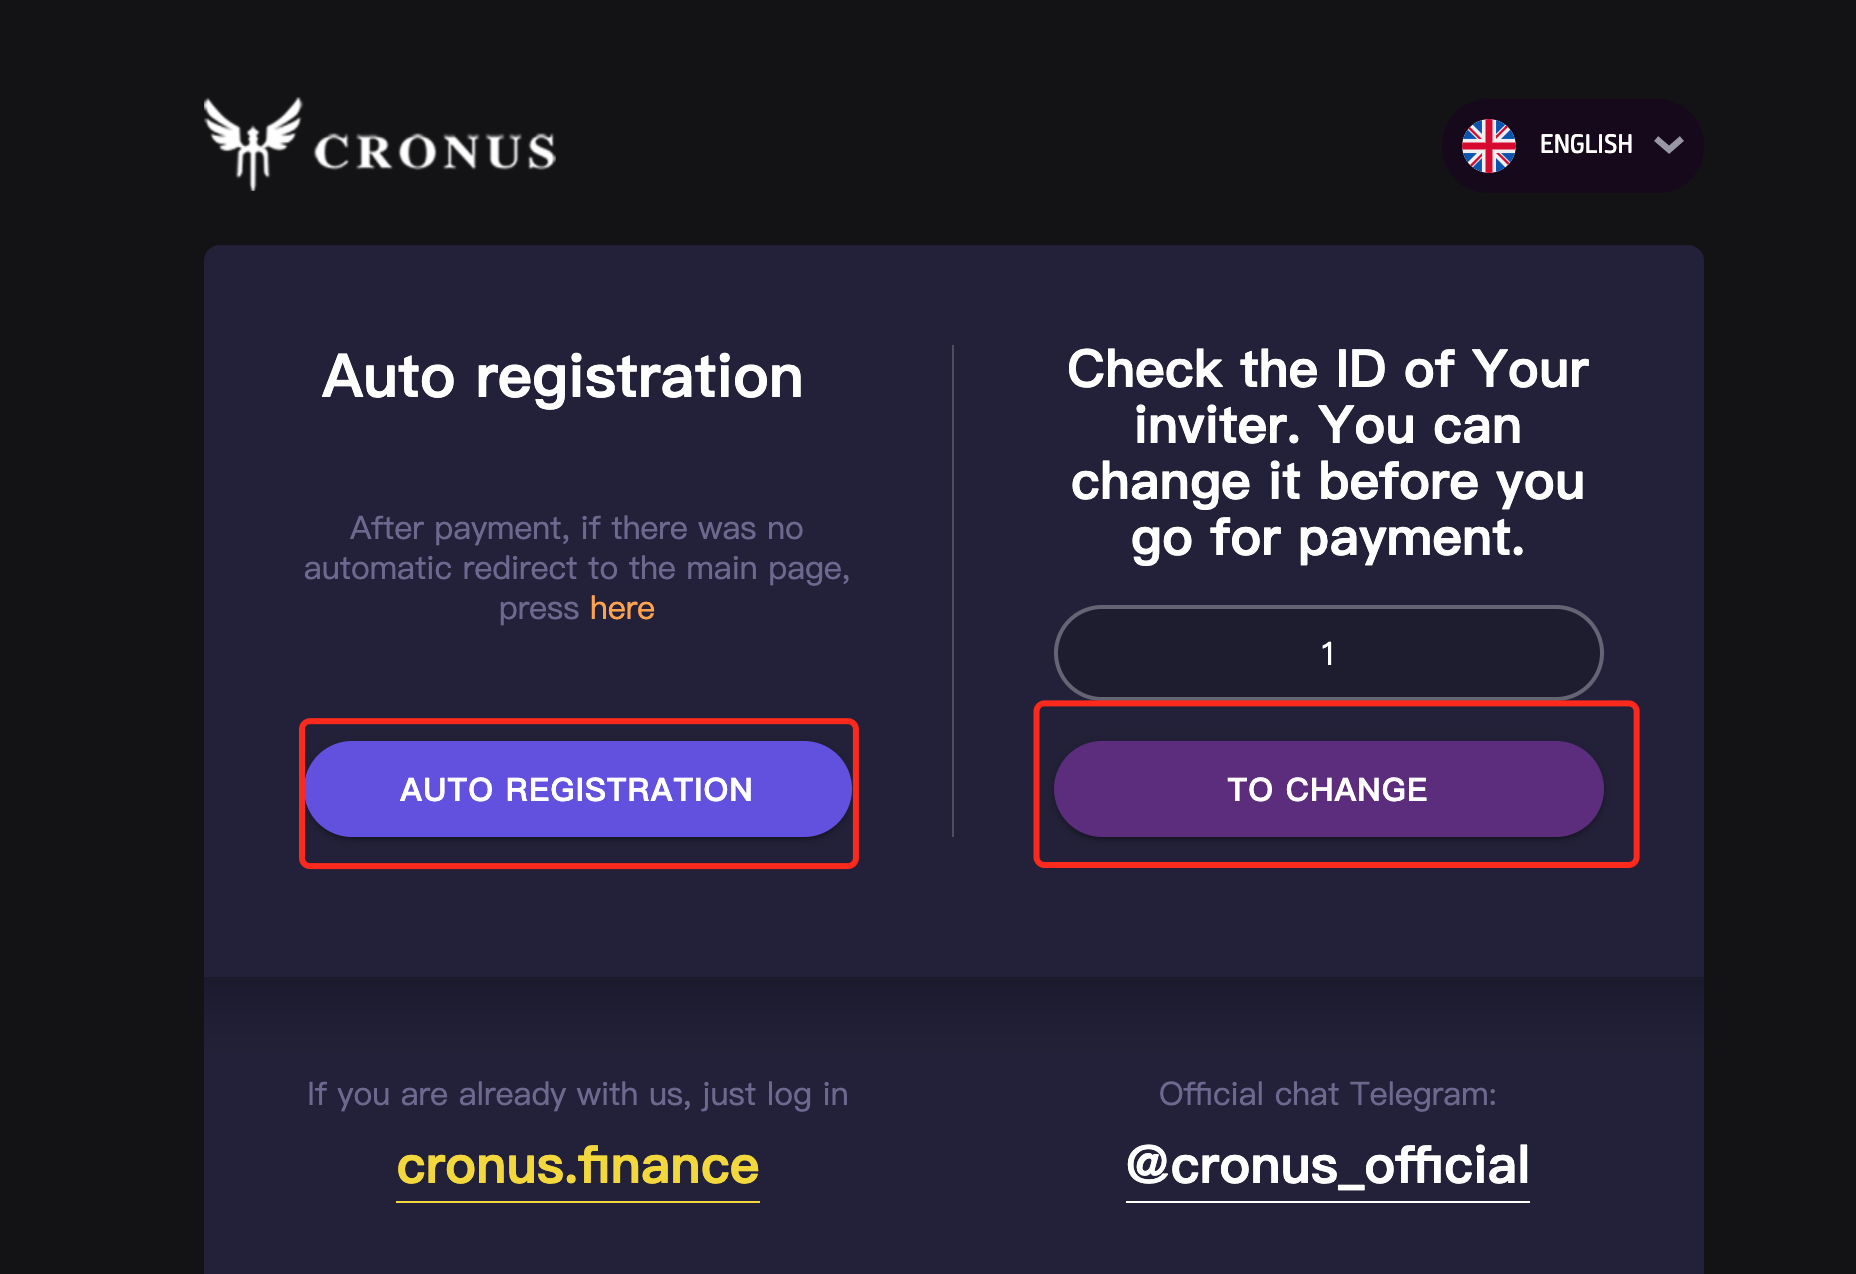 CRONUS
ENGLISH
Auto registration
After payment, if there was no
automatic redirect to the main page,
press here
AUTO REGISTRATION
Check the ID of Your
inviter. You can
change it before you
go for payment.
1
TO CHANGE
If you are already with us, just log in
cronus.finance
Official chat Telegram:
@cronus_official